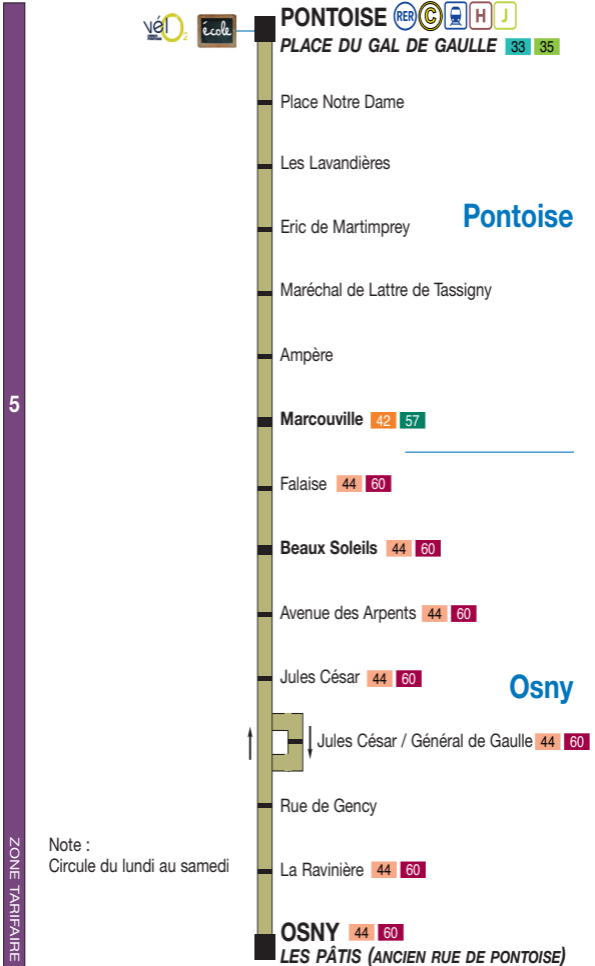 vélO2
école
PONTOISE RER C H J
PLACE DU GAL DE GAULLE 33 35
Place Notre Dame
Les Lavandières
Eric de Martimprey
Pontoise
Maréchal de Lattre de Tassigny
Ampère
5
Marcouville 42 57
Falaise 44 60
Beaux Soleils 44 60
Avenue des Arpents 44 60
Jules César 44 60
Osny
Jules César / Général de Gaulle 44 60
Rue de Gency
Note :
Circule du lundi au samedi
La Ravinière 44 60
ZONE TARIFAIRE
OSNY 44 60
LES PÂTIS (ANCIEN RUE DE PONTOISE)